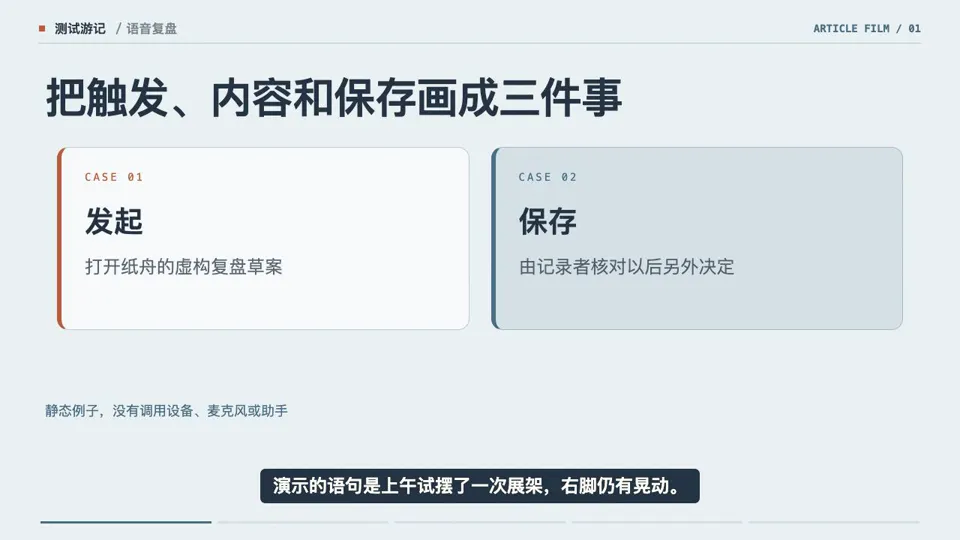 测试游记 / 语音复盘
ARTICLE FILM / 01
把触发、内容和保存画成三件事
CASE 01
发起
打开纸舟的虚构复盘草案
CASE 02
保存
由记录者核对以后另外决定
静态例子，没有调用设备、麦克风或助手
演示的语句是上午试摆了一次展架，右脚仍有晃动。